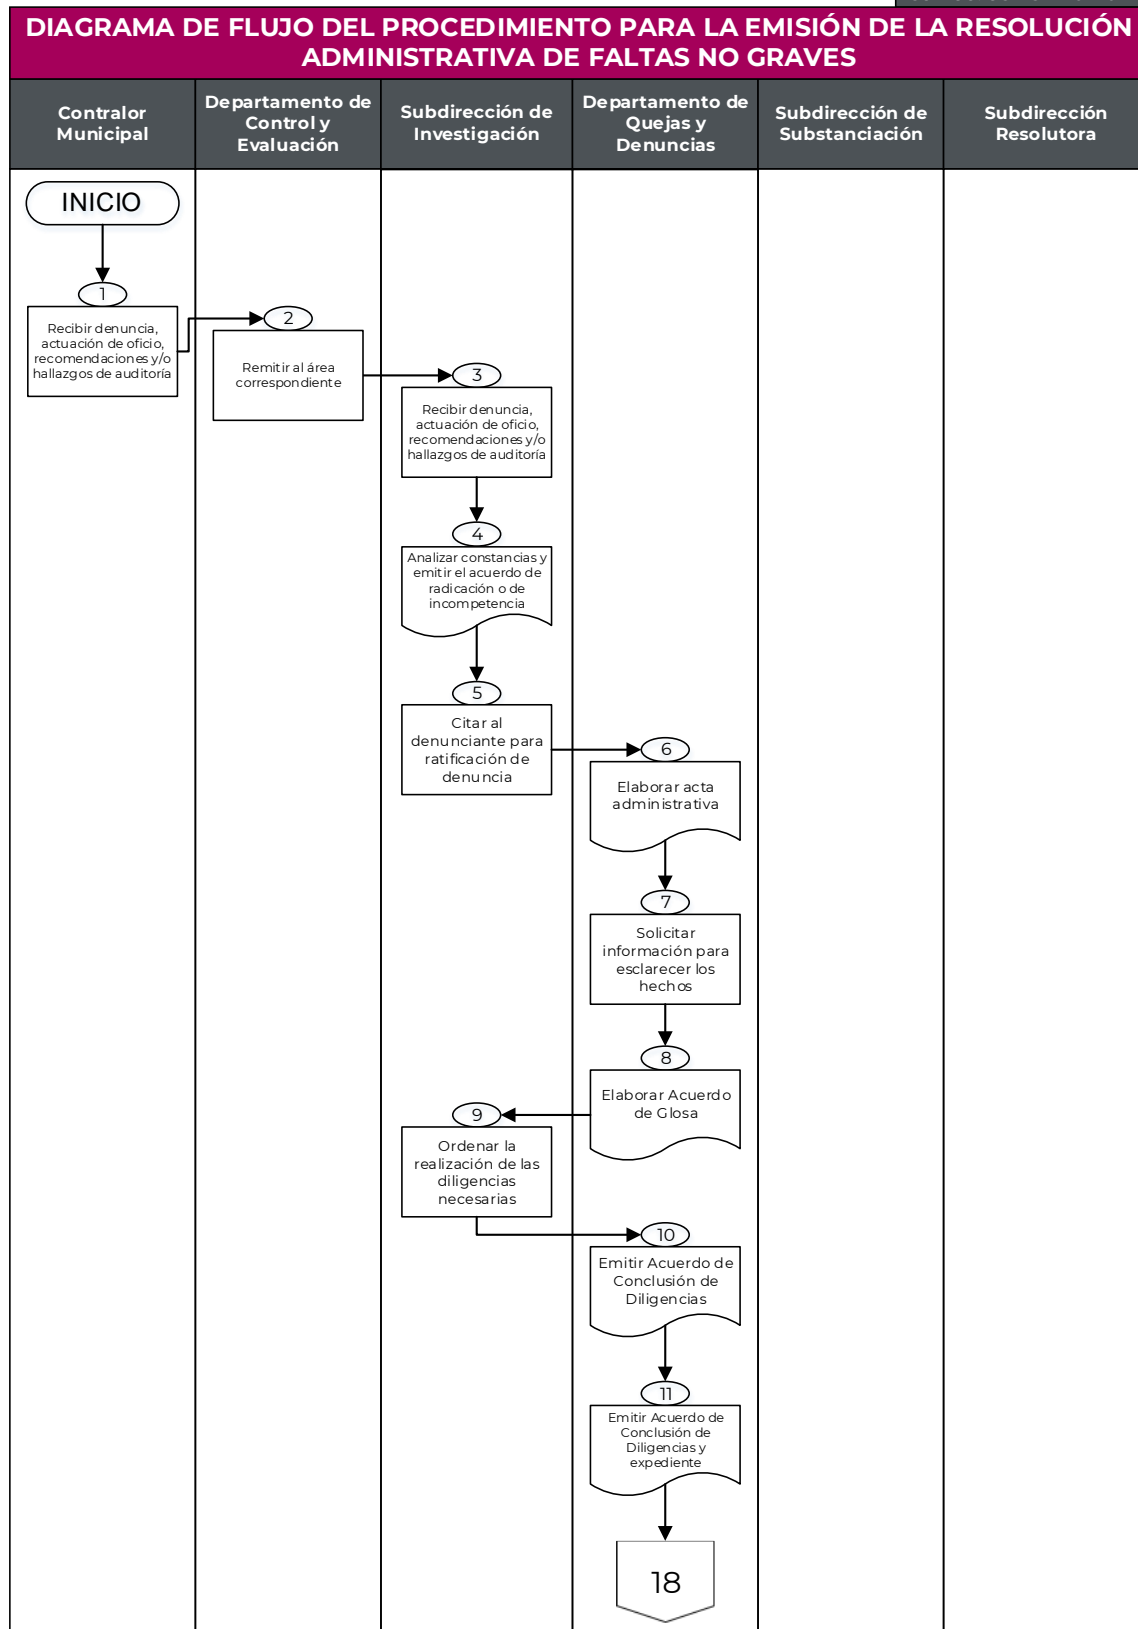 DIAGRAMA DE FLUJO DEL PROCEDIMIENTO PARA LA EMISIÓN DE LA RESOLUCIÓN
ADMINISTRATIVA DE FALTAS NO GRAVES
Contralor
Municipal
Departamento de
Control y
Evaluación
Subdirección de
Investigación
Departamento de
Quejas y
Denuncias
Subdirección de
Substanciación
Subdirección
Resolutora
INICIO
1
Recibir denuncia,
actuación de oficio,
recomendaciones y/o
hallazgos de auditoría
2
Remitir al área
correspondiente
3
Recibir denuncia,
actuación de oficio,
recomendaciones y/o
hallazgos de auditoría
4
Analizar constancias y
emitir el acuerdo de
radicación o de
incompetencia
5
Citar al
denunciante para
ratificación de
denuncia
6
Elaborar acta
administrativa
7
Solicitar
información para
esclarecer los
hechos
8
Elaborar Acuerdo
de Glosa
9
Ordenar la
realización de las
diligencias
necesarias
10
Emitir Acuerdo de
Conclusión de
Diligencias
11
Emitir Acuerdo de
Conclusión de
Diligencias y
expediente
18